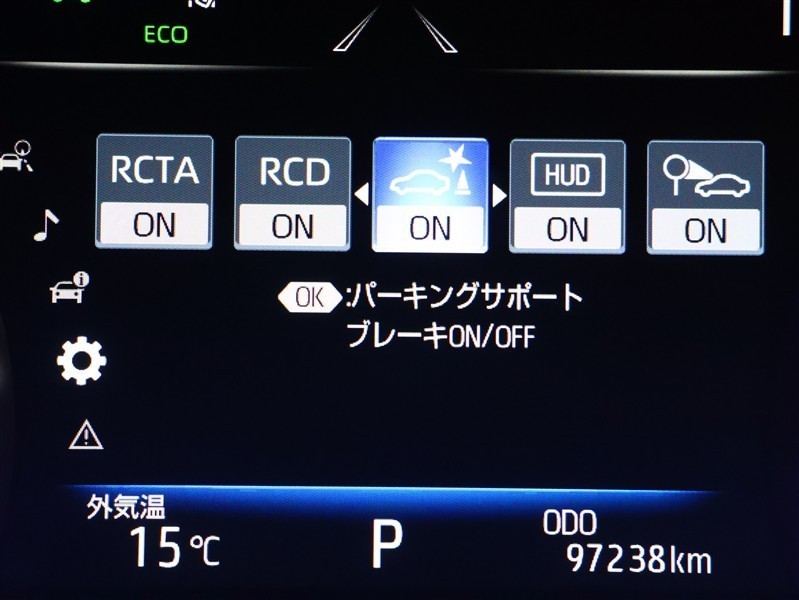 ECO
RCTA RCD HUD
ON ON ON ON ON
OK :パーキングサポート
ブレーキON/OFF
外気温
15℃
P
ODO
97238km